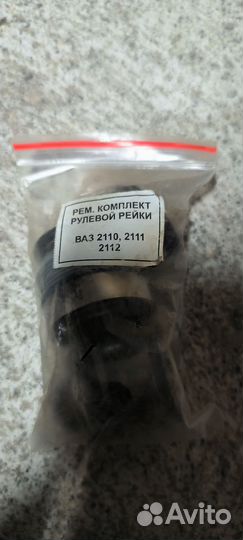 РЕМ. КОМПЛЕКТ
РУЛЕВОЙ РЕЙКИ
ВАЗ 2110, 2111
2112
Avito